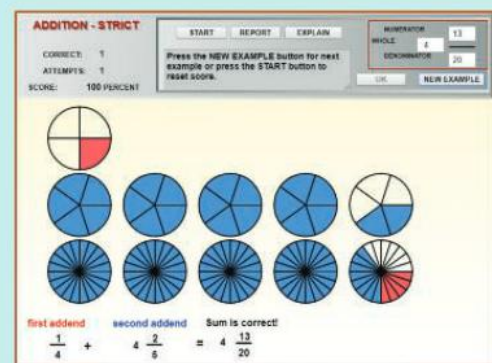 ADDITION - STRICT
CORRECT: 1
ATTEMPTS: 1
SCORE: 100 PERCENT
START REPORT EXPLAIN
Press the NEW EXAMPLE button for next
example or press the START button to
reset score.
NUMERATOR 13
WHOLE 4
DENOMINATOR 20
OK NEW EXAMPLE
first addend second addend Sum is correct!
1 2 13
+ 4 = 4
4 5 20